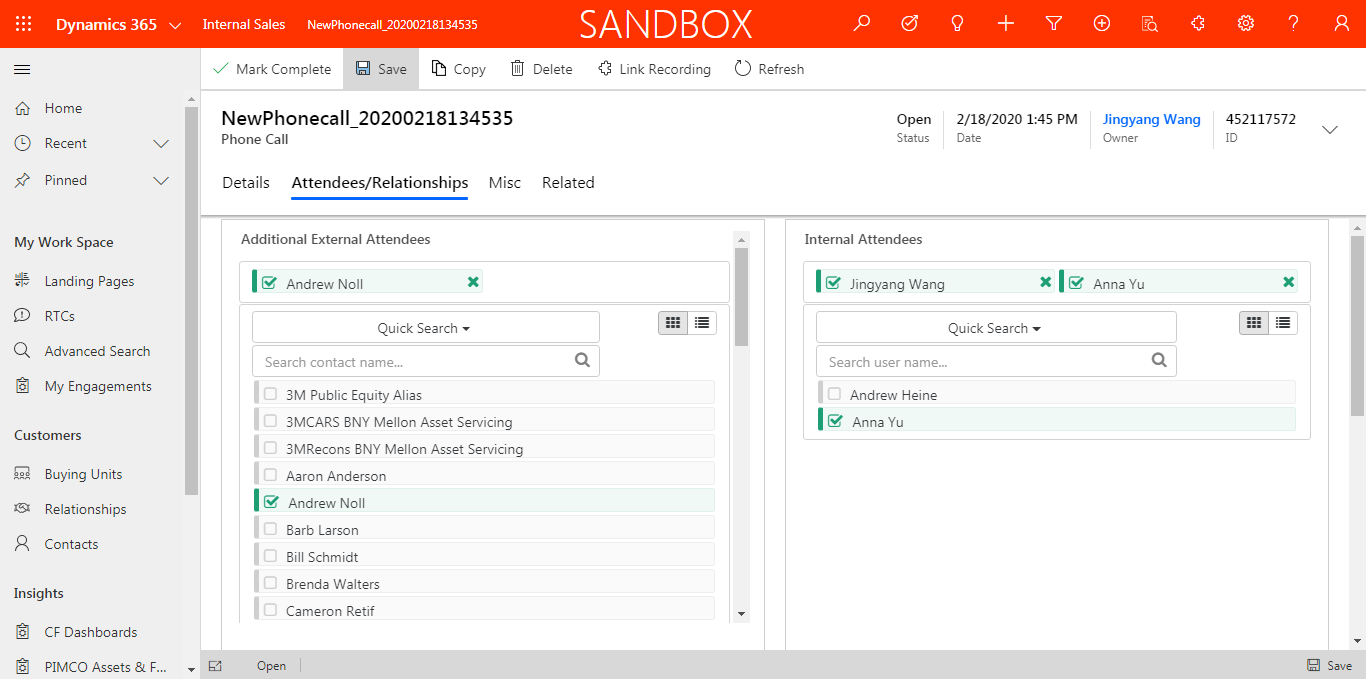 Dynamics 365 Internal Sales NewPhonecall_20200218134535 SANDBOX
Mark Complete Save Copy Delete Link Recording Refresh
Home
Recent
Pinned
My Work Space
Landing Pages
RTCs
Advanced Search
My Engagements
Customers
Buying Units
Relationships
Contacts
Insights
CF Dashboards
PIMCO Assets & F...
NewPhonecall_20200218134535
Phone Call
Open
Status
2/18/2020 1:45 PM
Date
Jingyang Wang
Owner
452117572
ID
Details Attendees/Relationships Misc Related
Additional External Attendees
Andrew Noll
Quick Search
Search contact name...
3M Public Equity Alias
3MCARS BNY Mellon Asset Servicing
3MRecons BNY Mellon Asset Servicing
Aaron Anderson
Andrew Noll
Barb Larson
Bill Schmidt
Brenda Walters
Cameron Retif
Internal Attendees
Jingyang Wang Anna Yu
Quick Search
Search user name...
Andrew Heine
Anna Yu
Open Save